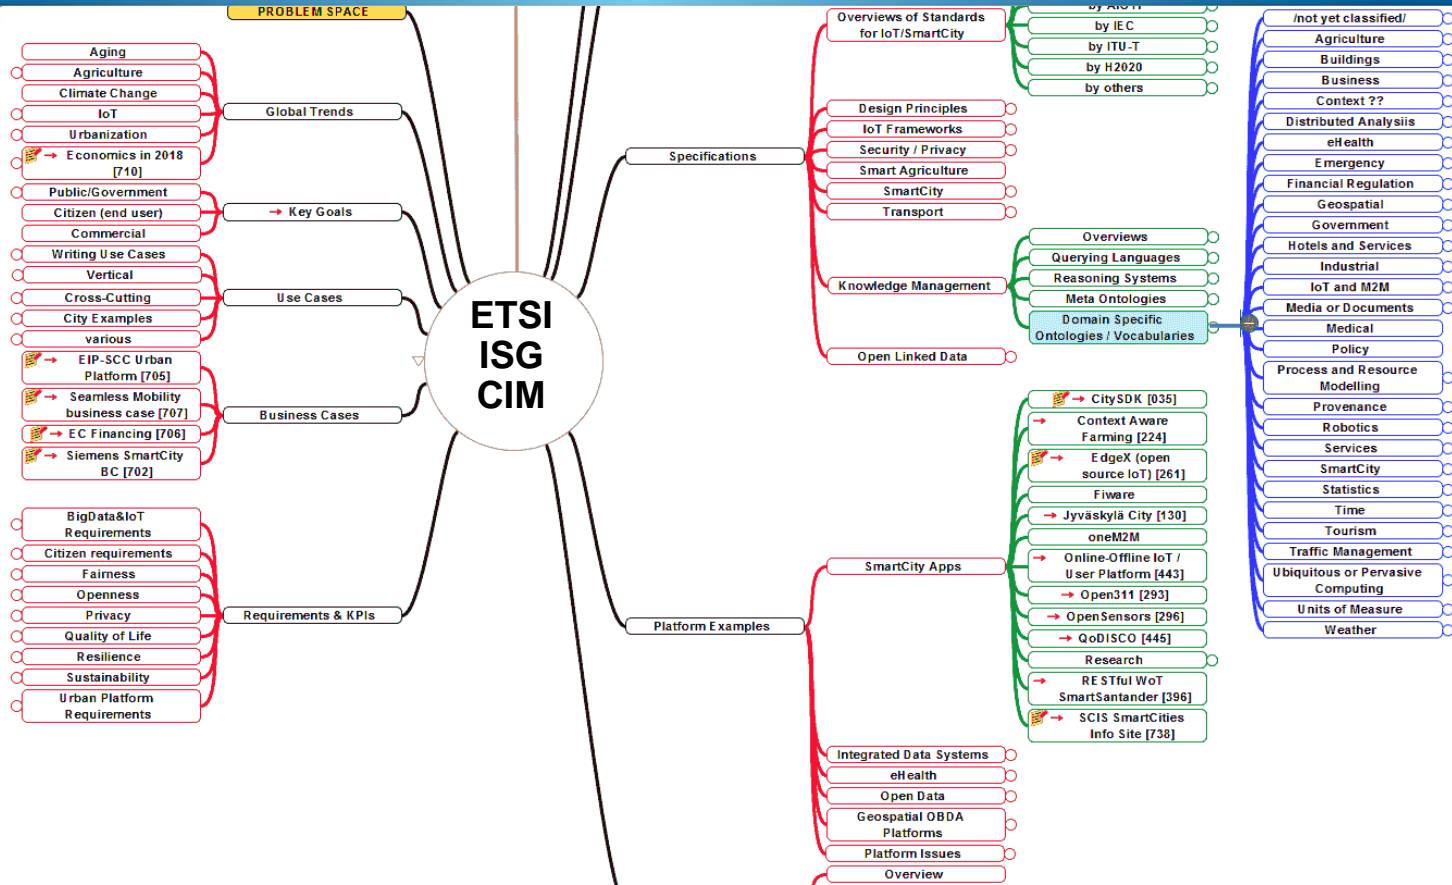 PROBLEM SPACE
Aging
Agriculture
Climate Change
IoT
Urbanization
Economics in 2018
[710]
Global Trends
Public/Government
Citizen (end user)
Commercial
Key Goals
Writing Use Cases
Vertical
Cross-Cutting
City Examples
various
Use Cases
EIP-SCC Urban
Platform [705]
Seamless Mobility
business case [707]
EC Financing [706]
Siemens SmartCity
BC [702]
Business Cases
BigData&IoT
Requirements
Citizen requirements
Fairness
Openness
Privacy
Quality of Life
Resilience
Sustainability
Urban Platform
Requirements
Requirements & KPIs
ETSI
ISG
CIM
Specifications
Overviews of Standards
for IoT/SmartCity
by AIOTI
by IEC
by ITU-T
by H2020
by others
Design Principles
IoT Frameworks
Security / Privacy
Smart Agriculture
SmartCity
Transport
Knowledge Management
Overviews
Querying Languages
Reasoning Systems
Meta Ontologies
Domain Specific
Ontologies / Vocabularies
Open Linked Data
/not yet classified/
Agriculture
Buildings
Business
Context ??
Distributed Analysiis
eHealth
Emergency
Financial Regulation
Geospatial
Government
Hotels and Services
Industrial
IoT and M2M
Media or Documents
Medical
Policy
Process and Resource
Modelling
Provenance
Robotics
Services
SmartCity
Statistics
Time
Tourism
Traffic Management
Ubiquitous or Pervasive
Computing
Units of Measure
Weather
Platform Examples
SmartCity Apps
CitySDK [035]
Context Aware
Farming [224]
EdgeX (open
source IoT) [261]
Fiware
Jyväskylä City [130]
oneM2M
Online-Offline IoT /
User Platform [443]
Open311 [293]
OpenSensors [296]
QoDISCO [445]
Research
RESTful WoT
SmartSantander [396]
SCIS SmartCities
Info Site [738]
Integrated Data Systems
eHealth
Open Data
Geospatial OBDA
Platforms
Platform Issues
Overview